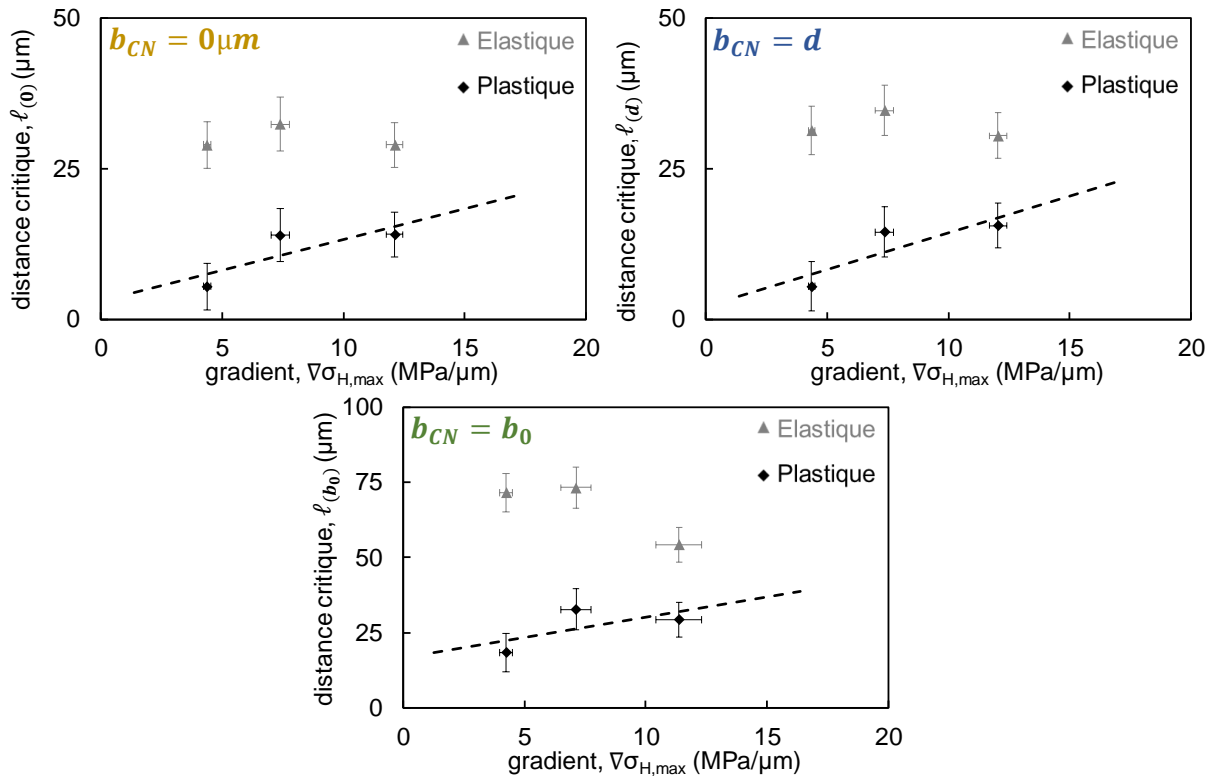 b_CN = 0μm
Elastique
Plastique
distance critique, ℓ_(0) (µm)
50
25
0
0 5 10 15 20
gradient, ∇σ_H,max (MPa/µm)
b_CN = d
Elastique
Plastique
distance critique, ℓ_(d) (µm)
50
25
0
0 5 10 15 20
gradient, ∇σ_H,max (MPa/µm)
b_CN = b_0
Elastique
Plastique
distance critique, ℓ_(b_0) (µm)
100
75
50
25
0
0 5 10 15 20
gradient, ∇σ_H,max (MPa/µm)